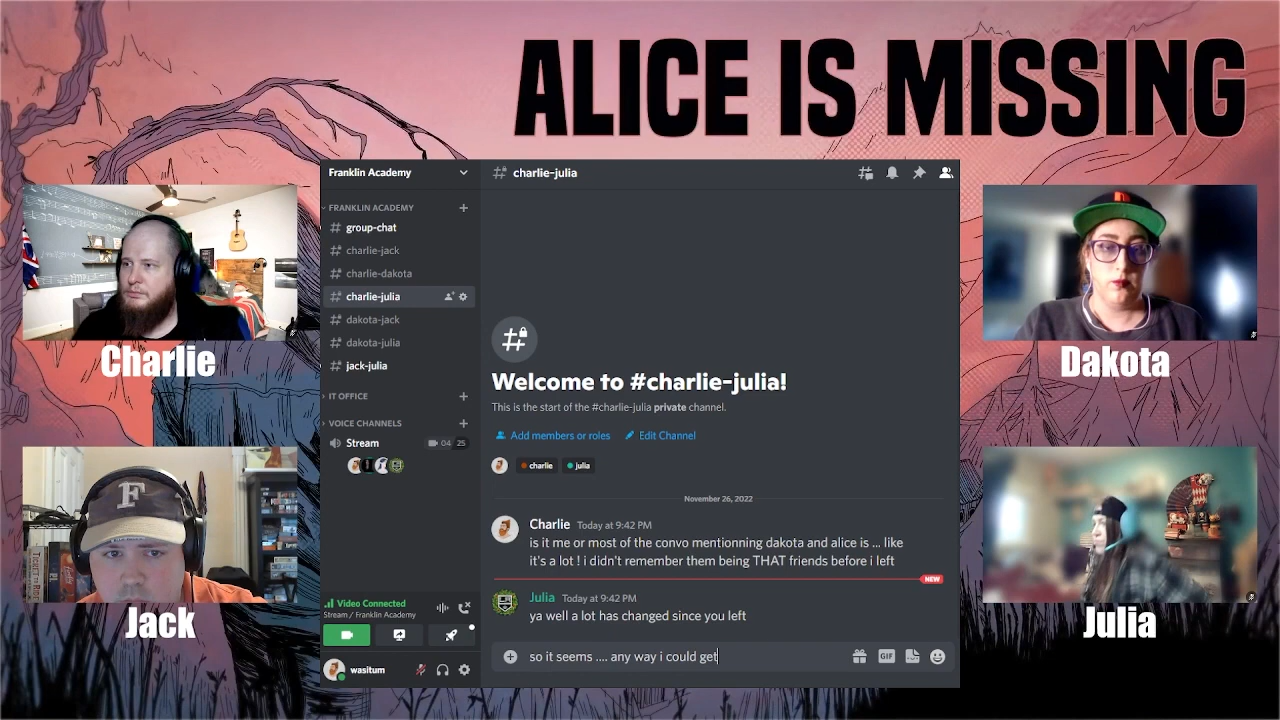 ALICE IS MISSING
Franklin Academy
FRANKLIN ACADEMY
group-chat
charlie-jack
charlie-dakota
charlie-julia
dakota-jack
dakota-julia
jack-julia
IT OFFICE
VOICE CHANNELS
Stream 04 25
Video Connected
Stream / Franklin Academy
wasitum
charlie-julia
Welcome to #charlie-julia!
This is the start of the #charlie-julia private channel.
Add members or roles Edit Channel
charlie julia
November 26, 2022
Charlie Today at 9:42 PM
is it me or most of the convo mentionning dakota and alice is ... like
it's a lot ! i didn't remember them being THAT friends before i left
NEW
Julia Today at 9:42 PM
ya well a lot has changed since you left
so it seems .... any way i could get
GIF
Charlie
F
TICKET TO RIDE
Jack
Dakota
Julia